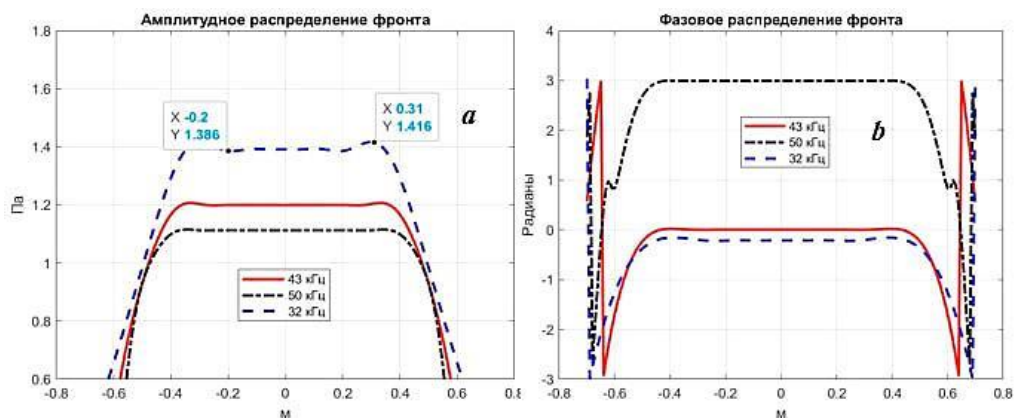 Амплитудное распределение фронта
1.8
1.6
1.4
1.2
1
0.8
0.6
Па
X -0.2
Y 1.386
X 0.31
Y 1.416
a
43 кГц
50 кГц
32 кГц
-0.8 -0.6 -0.4 -0.2 0 0.2 0.4 0.6 0.8
м
Фазовое распределение фронта
4
3
2
1
0
-1
-2
-3
Радианы
43 кГц
50 кГц
32 кГц
b
-0.8 -0.6 -0.4 -0.2 0 0.2 0.4 0.6 0.8
м